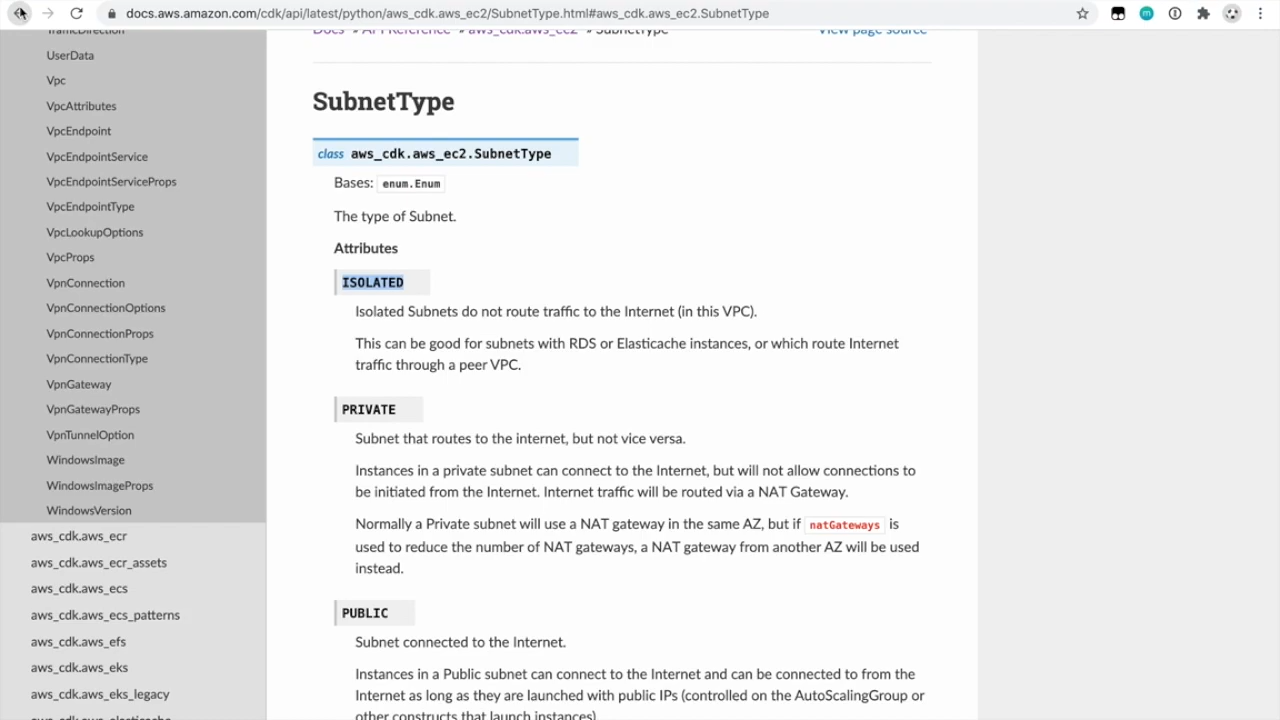 docs.aws.amazon.com/cdk/api/latest/python/aws_cdk.aws_ec2/SubnetType.html#aws_cdk.aws_ec2.SubnetType
TrafficDirection
UserData
Vpc
VpcAttributes
VpcEndpoint
VpcEndpointService
VpcEndpointServiceProps
VpcEndpointType
VpcLookupOptions
VpcProps
VpnConnection
VpnConnectionOptions
VpnConnectionProps
VpnConnectionType
VpnGateway
VpnGatewayProps
VpnTunnelOption
WindowsImage
WindowsImageProps
WindowsVersion
aws_cdk.aws_ecr
aws_cdk.aws_ecr_assets
aws_cdk.aws_ecs
aws_cdk.aws_ecs_patterns
aws_cdk.aws_efs
aws_cdk.aws_eks
aws_cdk.aws_eks_legacy
aws_cdk.aws_elasticache
Docs » API Reference » aws_cdk.aws_ec2 » SubnetType
View page source
SubnetType
class aws_cdk.aws_ec2.SubnetType
Bases: enum.Enum
The type of Subnet.
Attributes
ISOLATED
Isolated Subnets do not route traffic to the Internet (in this VPC).
This can be good for subnets with RDS or Elasticache instances, or which route Internet
traffic through a peer VPC.
PRIVATE
Subnet that routes to the internet, but not vice versa.
Instances in a private subnet can connect to the Internet, but will not allow connections to
be initiated from the Internet. Internet traffic will be routed via a NAT Gateway.
Normally a Private subnet will use a NAT gateway in the same AZ, but if natGateways is
used to reduce the number of NAT gateways, a NAT gateway from another AZ will be used
instead.
PUBLIC
Subnet connected to the Internet.
Instances in a Public subnet can connect to the Internet and can be connected to from the
Internet as long as they are launched with public IPs (controlled on the AutoScalingGroup or
other constructs that launch instances).